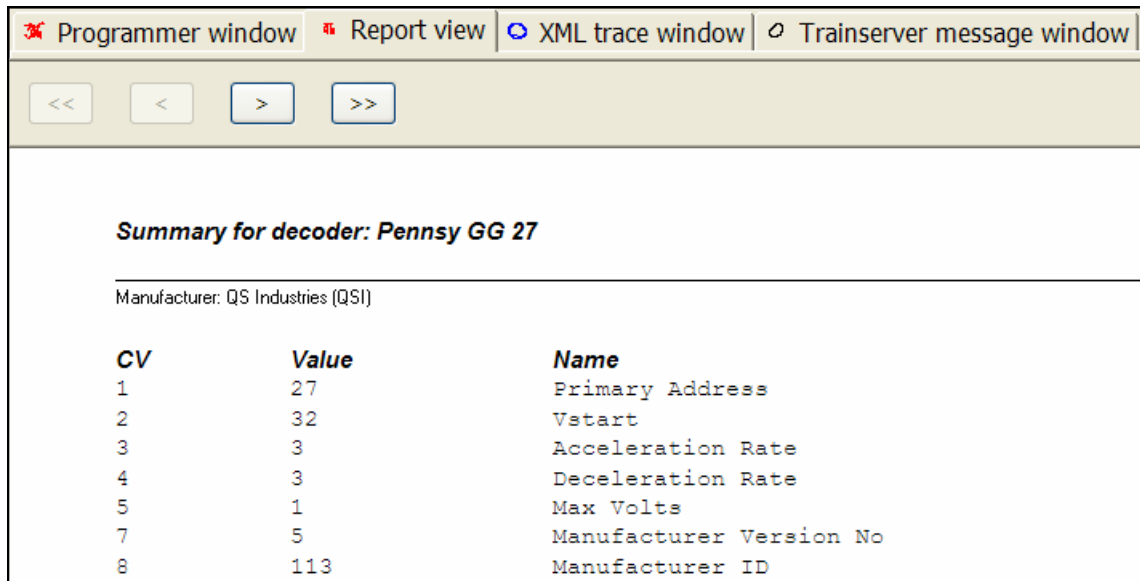 Programmer window Report view XML trace window Trainserver message window
<< < > >>
Summary for decoder: Pennsy GG 27
Manufacturer: QS Industries (QSI)
CV Value Name
1 27 Primary Address
2 32 Vstart
3 3 Acceleration Rate
4 3 Deceleration Rate
5 1 Max Volts
7 5 Manufacturer Version No
8 113 Manufacturer ID